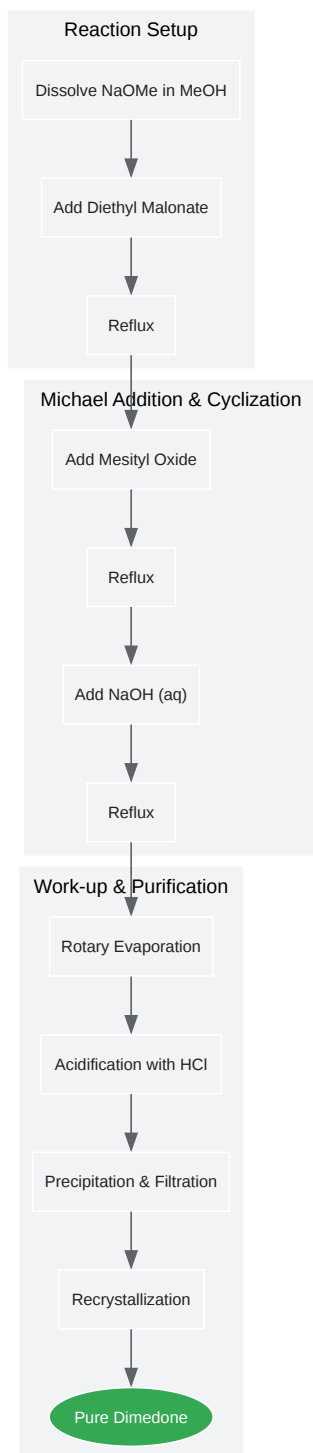 Reaction Setup
Dissolve NaOMe in MeOH
Add Diethyl Malonate
Reflux
Michael Addition & Cyclization
Add Mesityl Oxide
Reflux
Add NaOH (aq)
Reflux
Work-up & Purification
Rotary Evaporation
Acidification with HCl
Precipitation & Filtration
Recrystallization
Pure Dimedone